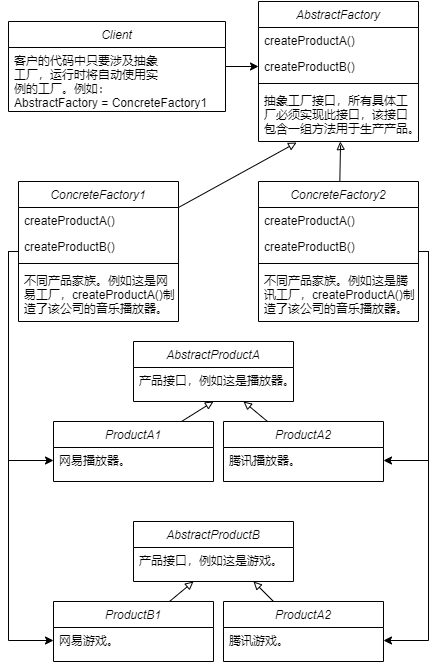 Client
客户的代码中只要涉及抽象
工厂，运行时将自动使用实
例的工厂。例如：
AbstractFactory = ConcreteFactory1
AbstractFactory
createProductA()
createProductB()
抽象工厂接口，所有具体工
厂必须实现此接口，该接口
包含一组方法用于生产产品。
ConcreteFactory1
createProductA()
createProductB()
不同产品家族。例如这是网
易工厂，createProductA()制
造了该公司的音乐播放器。
ConcreteFactory2
createProductA()
createProductB()
不同产品家族。例如这是腾
讯工厂，createProductA()制
造了该公司的音乐播放器。
AbstractProductA
产品接口，例如这是播放器。
ProductA1
网易播放器。
ProductA2
腾讯播放器。
AbstractProductB
产品接口，例如这是游戏。
ProductB1
网易游戏。
ProductA2
腾讯游戏。